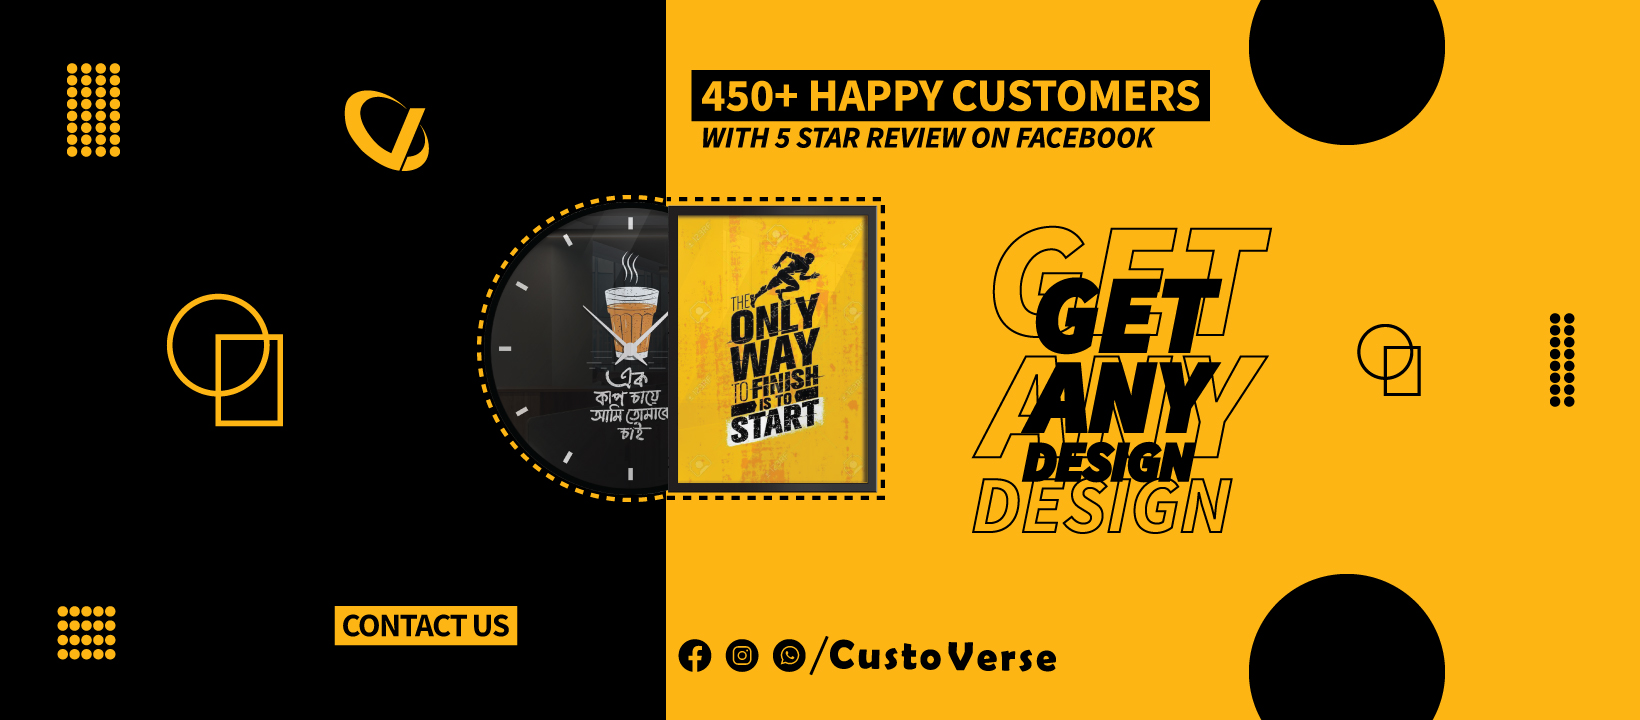 450+ HAPPY CUSTOMERS
WITH 5 STAR REVIEW ON FACEBOOK
এক
কাপ চায়ে
আমি তোমাকে
চাই
THE
ONLY
WAY
TO FINISH
IS TO
START
GET
GET
ANY
ANY
DESIGN
DESIGN
CONTACT US
/CustoVerse